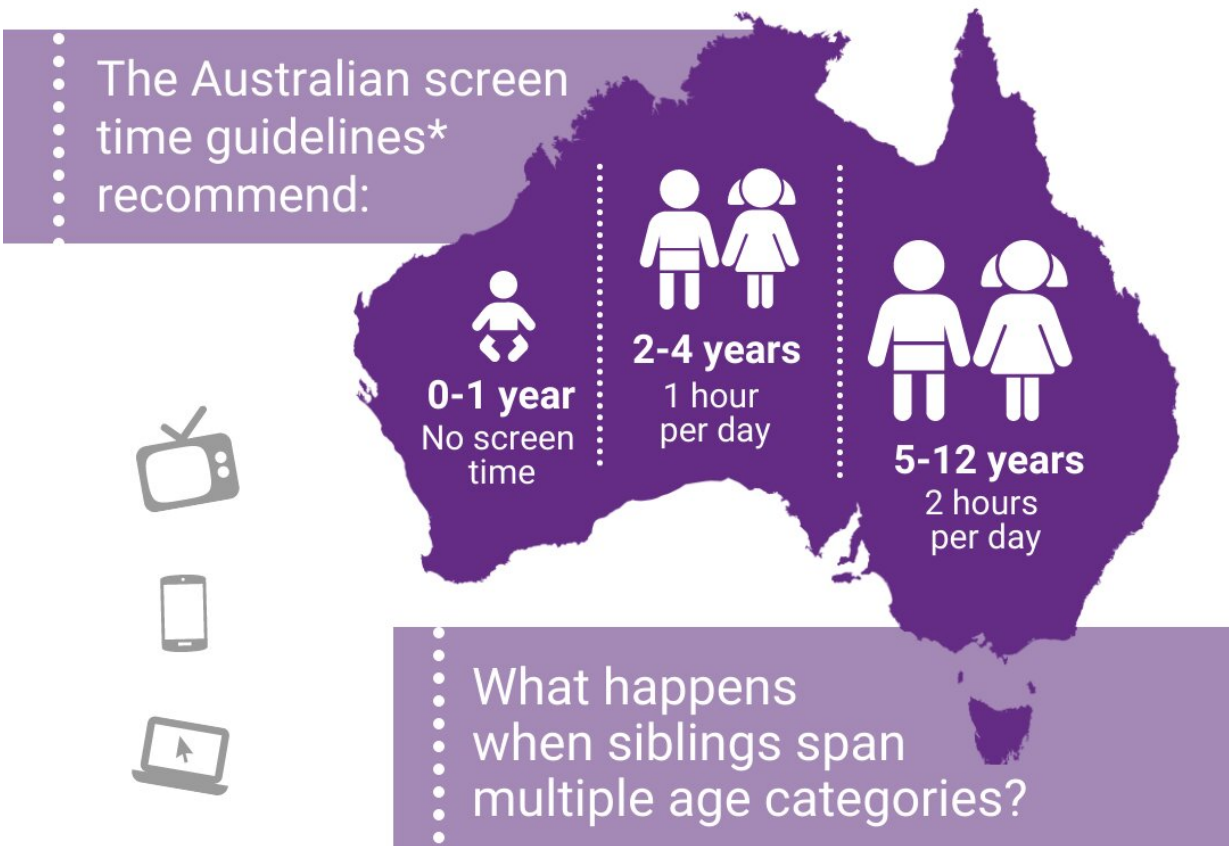 The Australian screen
time guidelines*
recommend:
0-1 year
No screen
time
2-4 years
1 hour
per day
5-12 years
2 hours
per day
What happens
when siblings span
multiple age categories?